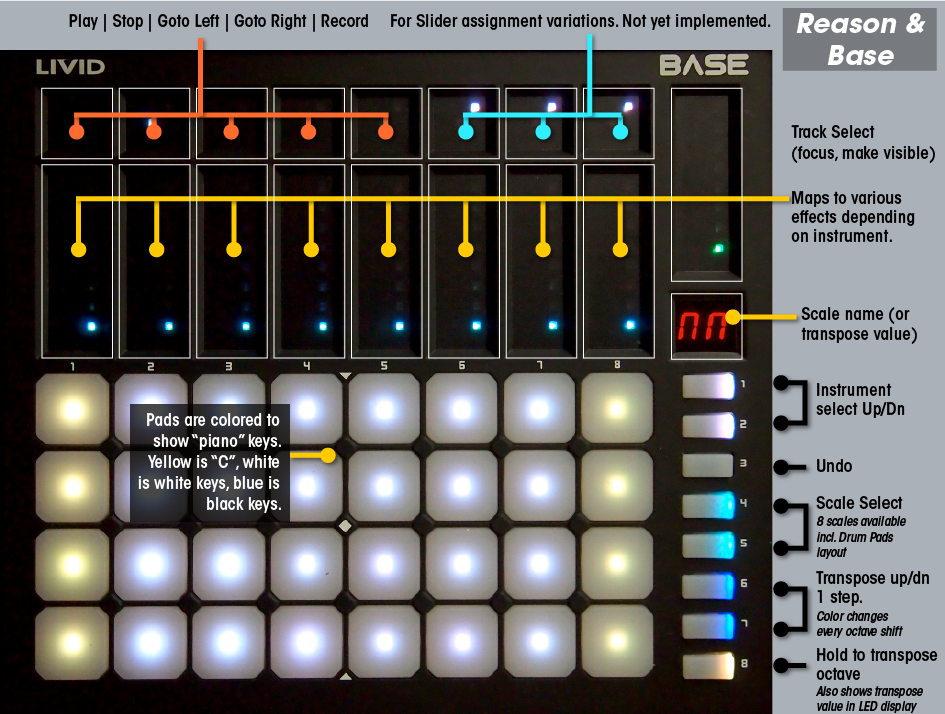 Play | Stop | Goto Left | Goto Right | Record
For Slider assignment variations. Not yet implemented.
Reason &
Base
LIVID
BASE
Track Select
(focus, make visible)
Maps to various
effects depending
on instrument.
Scale name (or
transpose value)
1 2 3 4 5 6 7 8
Pads are colored to
show "piano" keys.
Yellow is "C", white
is white keys, blue is
black keys.
1
2
3
4
5
6
7
8
Instrument
select Up/Dn
Undo
Scale Select
8 scales available
incl. Drum Pads
layout
Transpose up/dn
1 step.
Color changes
every octave shift
Hold to transpose
octave
Also shows transpose
value in LED display